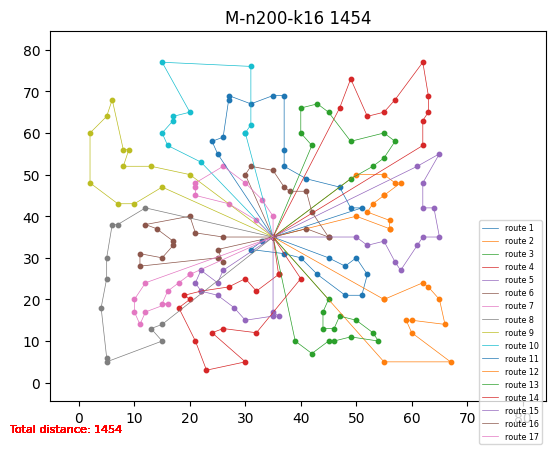 M-n200-k16 1454
80
70
60
50
40
30
20
10
0
0 10 20 30 40 50 60 70 80
route 1
route 2
route 3
route 4
route 5
route 6
route 7
route 8
route 9
route 10
route 11
route 12
route 13
route 14
route 15
route 16
route 17
Total distance: 1454